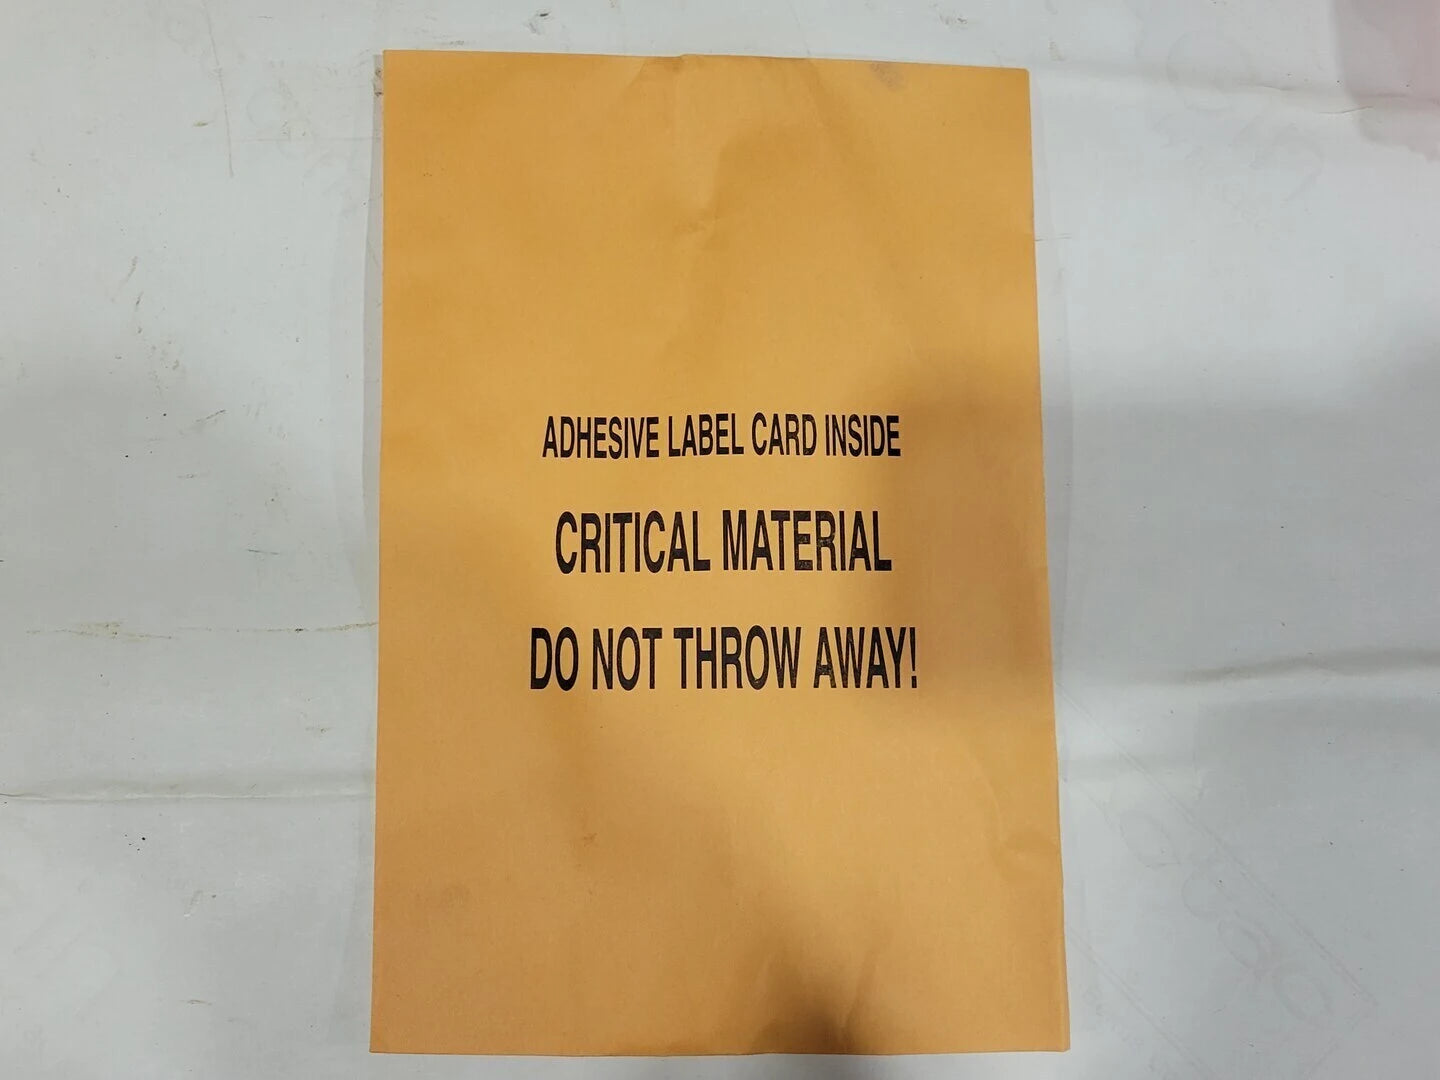 ADHESIVE LABEL CARD INSIDE
CRITICAL MATERIAL
DO NOT THROW AWAY!